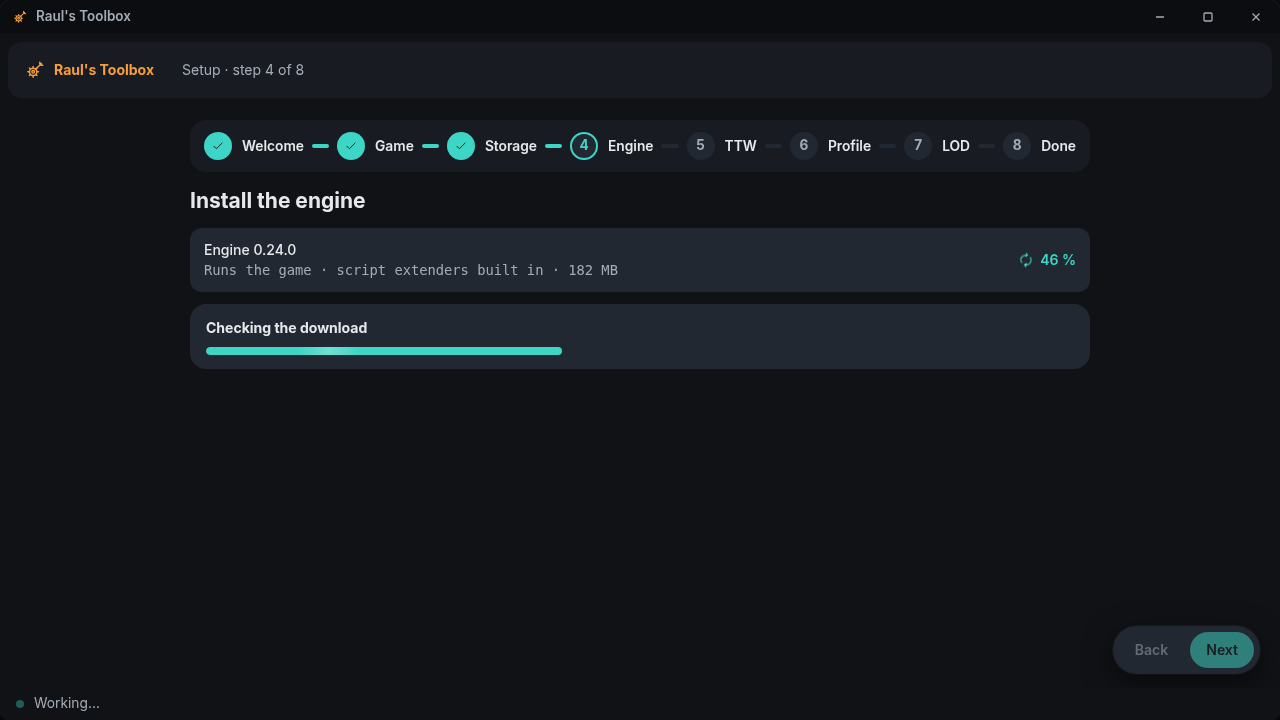 Raul's Toolbox
Raul's Toolbox Setup · step 4 of 8
Welcome Game Storage 4 Engine 5 TTW 6 Profile 7 LOD 8 Done
Install the engine
Engine 0.24.0
Runs the game · script extenders built in · 182 MB
46 %
Checking the download
Back Next
Working...